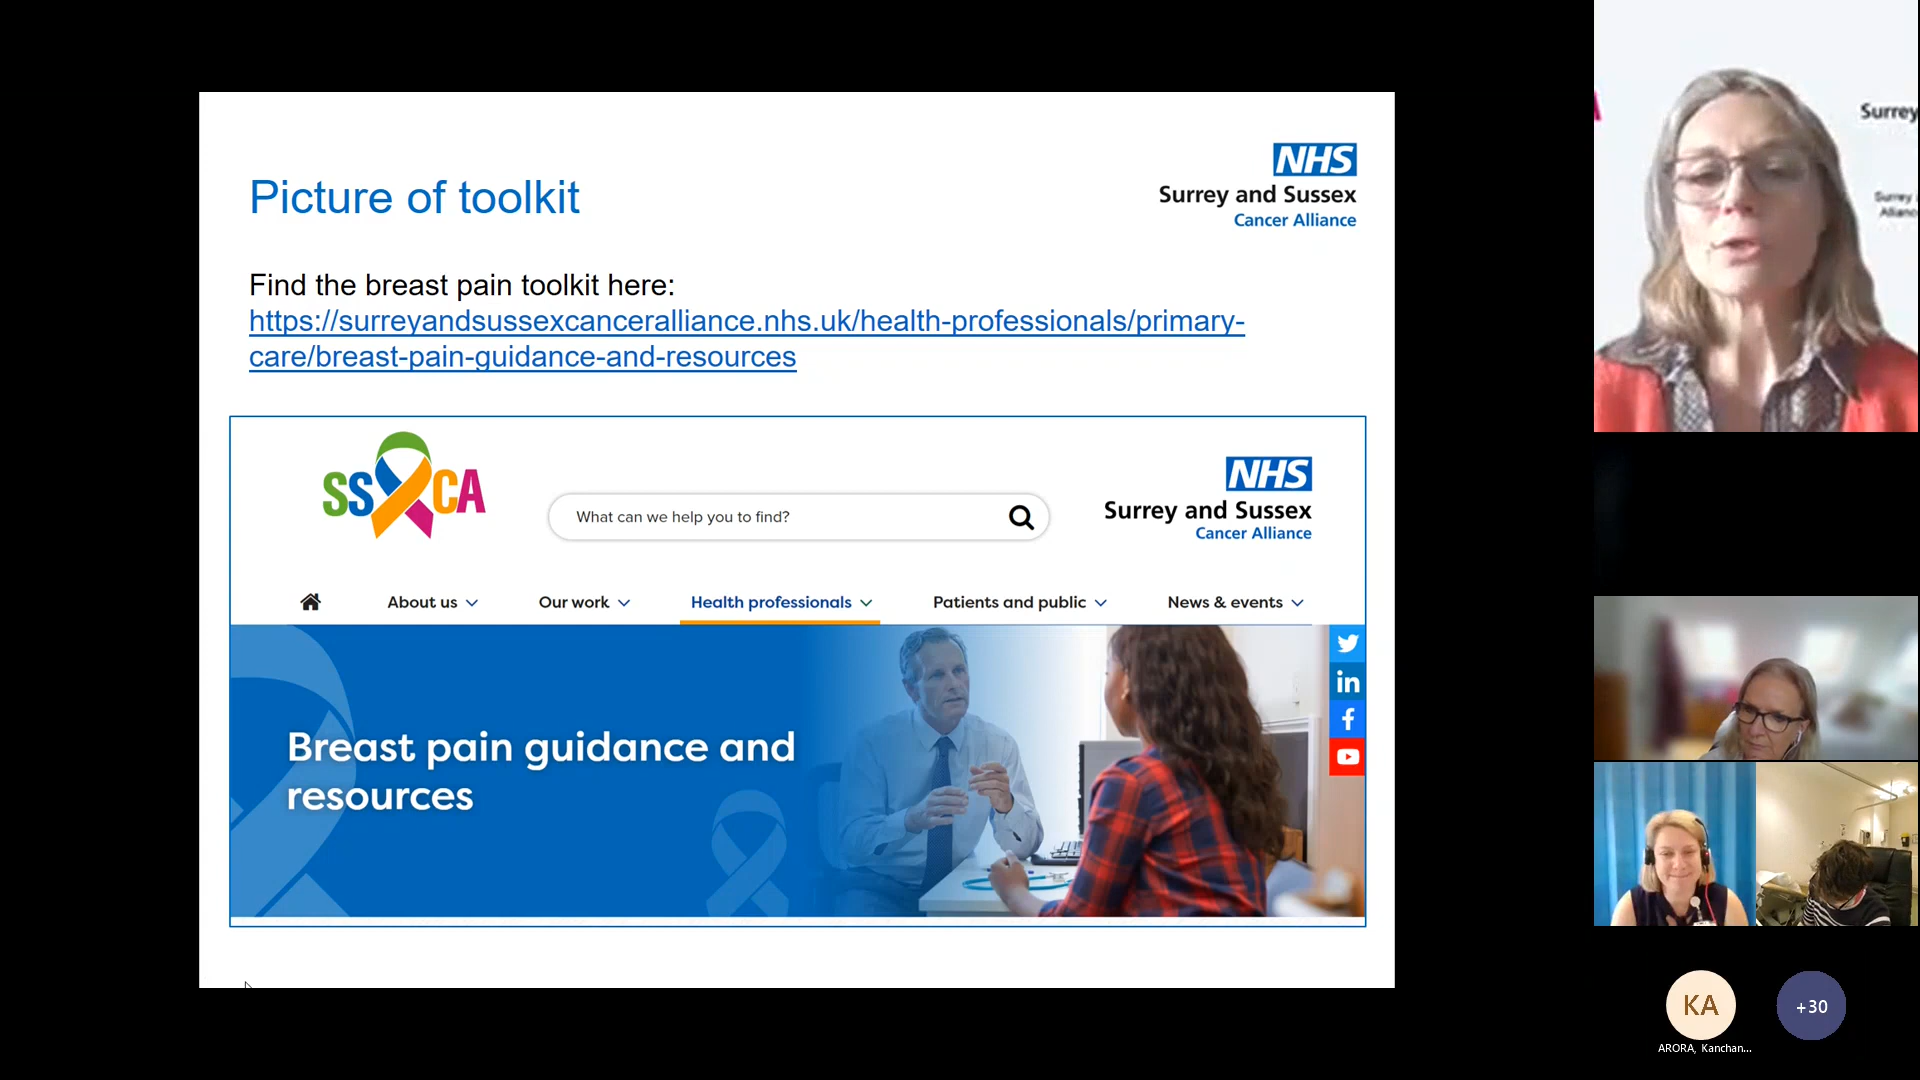 Picture of toolkit
NHS
Surrey and Sussex
Cancer Alliance
Find the breast pain toolkit here:
https://surreyandsussexcanceralliance.nhs.uk/health-professionals/primary-
care/breast-pain-guidance-and-resources
SSCA
What can we help you to find?
NHS
Surrey and Sussex
Cancer Alliance
About us
Our work
Health professionals
Patients and public
News & events
in
f
Breast pain guidance and
resources
Surrey
Surrey
Allianc
KA
+30
ARORA, Kanchan...